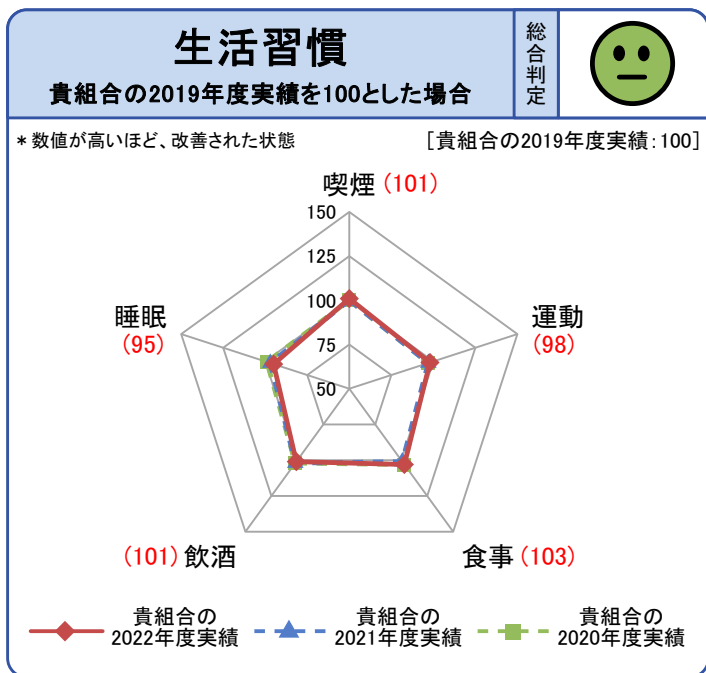 生活習慣
貴組合の2019年度実績を100とした場合
総合判定
*数値が高いほど、改善された状態
[貴組合の2019年度実績:100]
喫煙(101)
150
125
100
75
50
睡眠
(95)
運動
(98)
(101)飲酒
食事(103)
貴組合の
2022年度実績
貴組合の
2021年度実績
貴組合の
2020年度実績